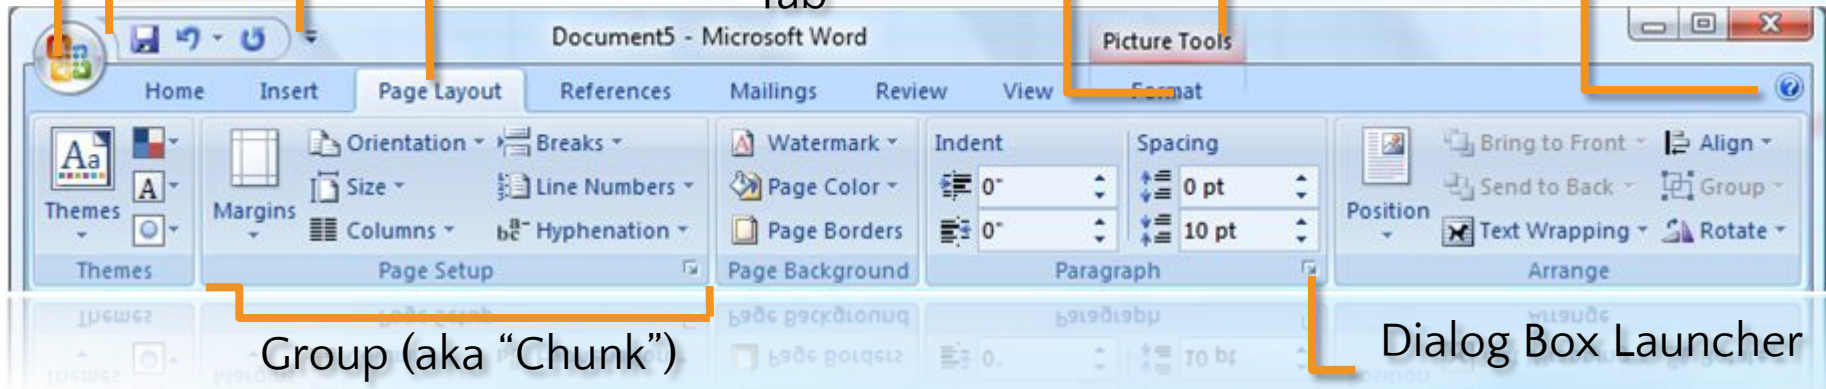 Tab
Document5 - Microsoft Word
Picture Tools
Home Insert Page Layout References Mailings Review View Format
Aa Orientation Breaks Watermark Indent Spacing Bring to Front Align
A Size Line Numbers Page Color 0" 0 pt Send to Back Group
Themes Margins Columns Hyphenation Page Borders 0" 10 pt Position Text Wrapping Rotate
Themes Page Setup Page Background Paragraph Arrange
Group (aka “Chunk”) Dialog Box Launcher